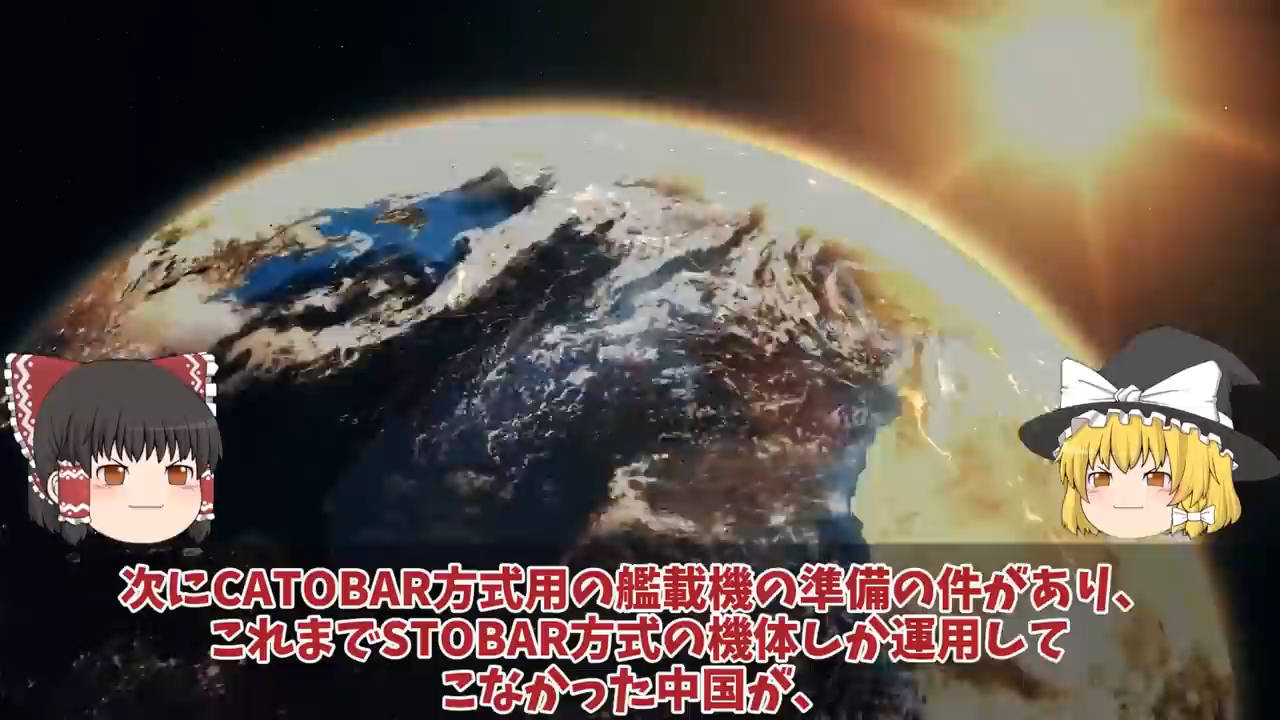 次にCATOBAR方式用の艦載機の準備の件があり、
これまでSTOBAR方式の機体しか運用して
こなかった中国が、